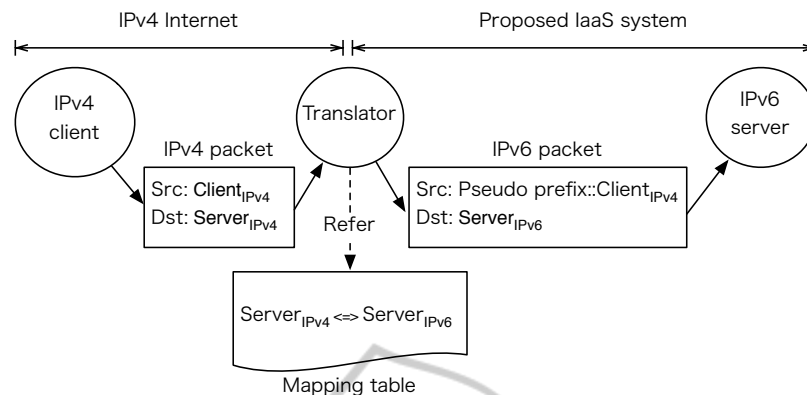 IPv4 Internet
Proposed IaaS system
IPv4
client
Translator
IPv6
server
IPv4 packet
Src: ClientIPv4
Dst: ServerIPv4
IPv6 packet
Src: Pseudo prefix::ClientIPv4
Dst: ServerIPv6
Refer
ServerIPv4 <=> ServerIPv6
Mapping table